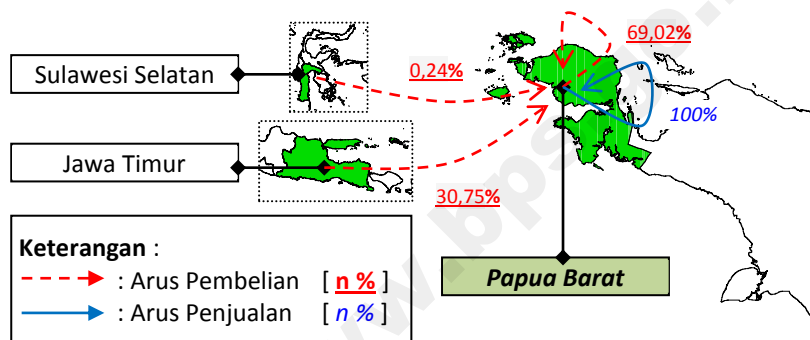 69,02%
Sulawesi Selatan
0,24%
100%
Jawa Timur
30,75%
Keterangan :
: Arus Pembelian [ n % ]
: Arus Penjualan [ n % ]
Papua Barat